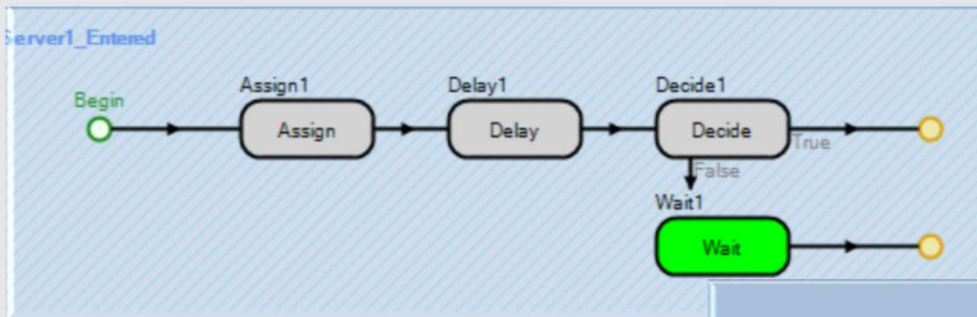 Server1_Entered
Begin
Assign1
Assign
Delay1
Delay
Decide1
Decide
True
False
Wait1
Wait